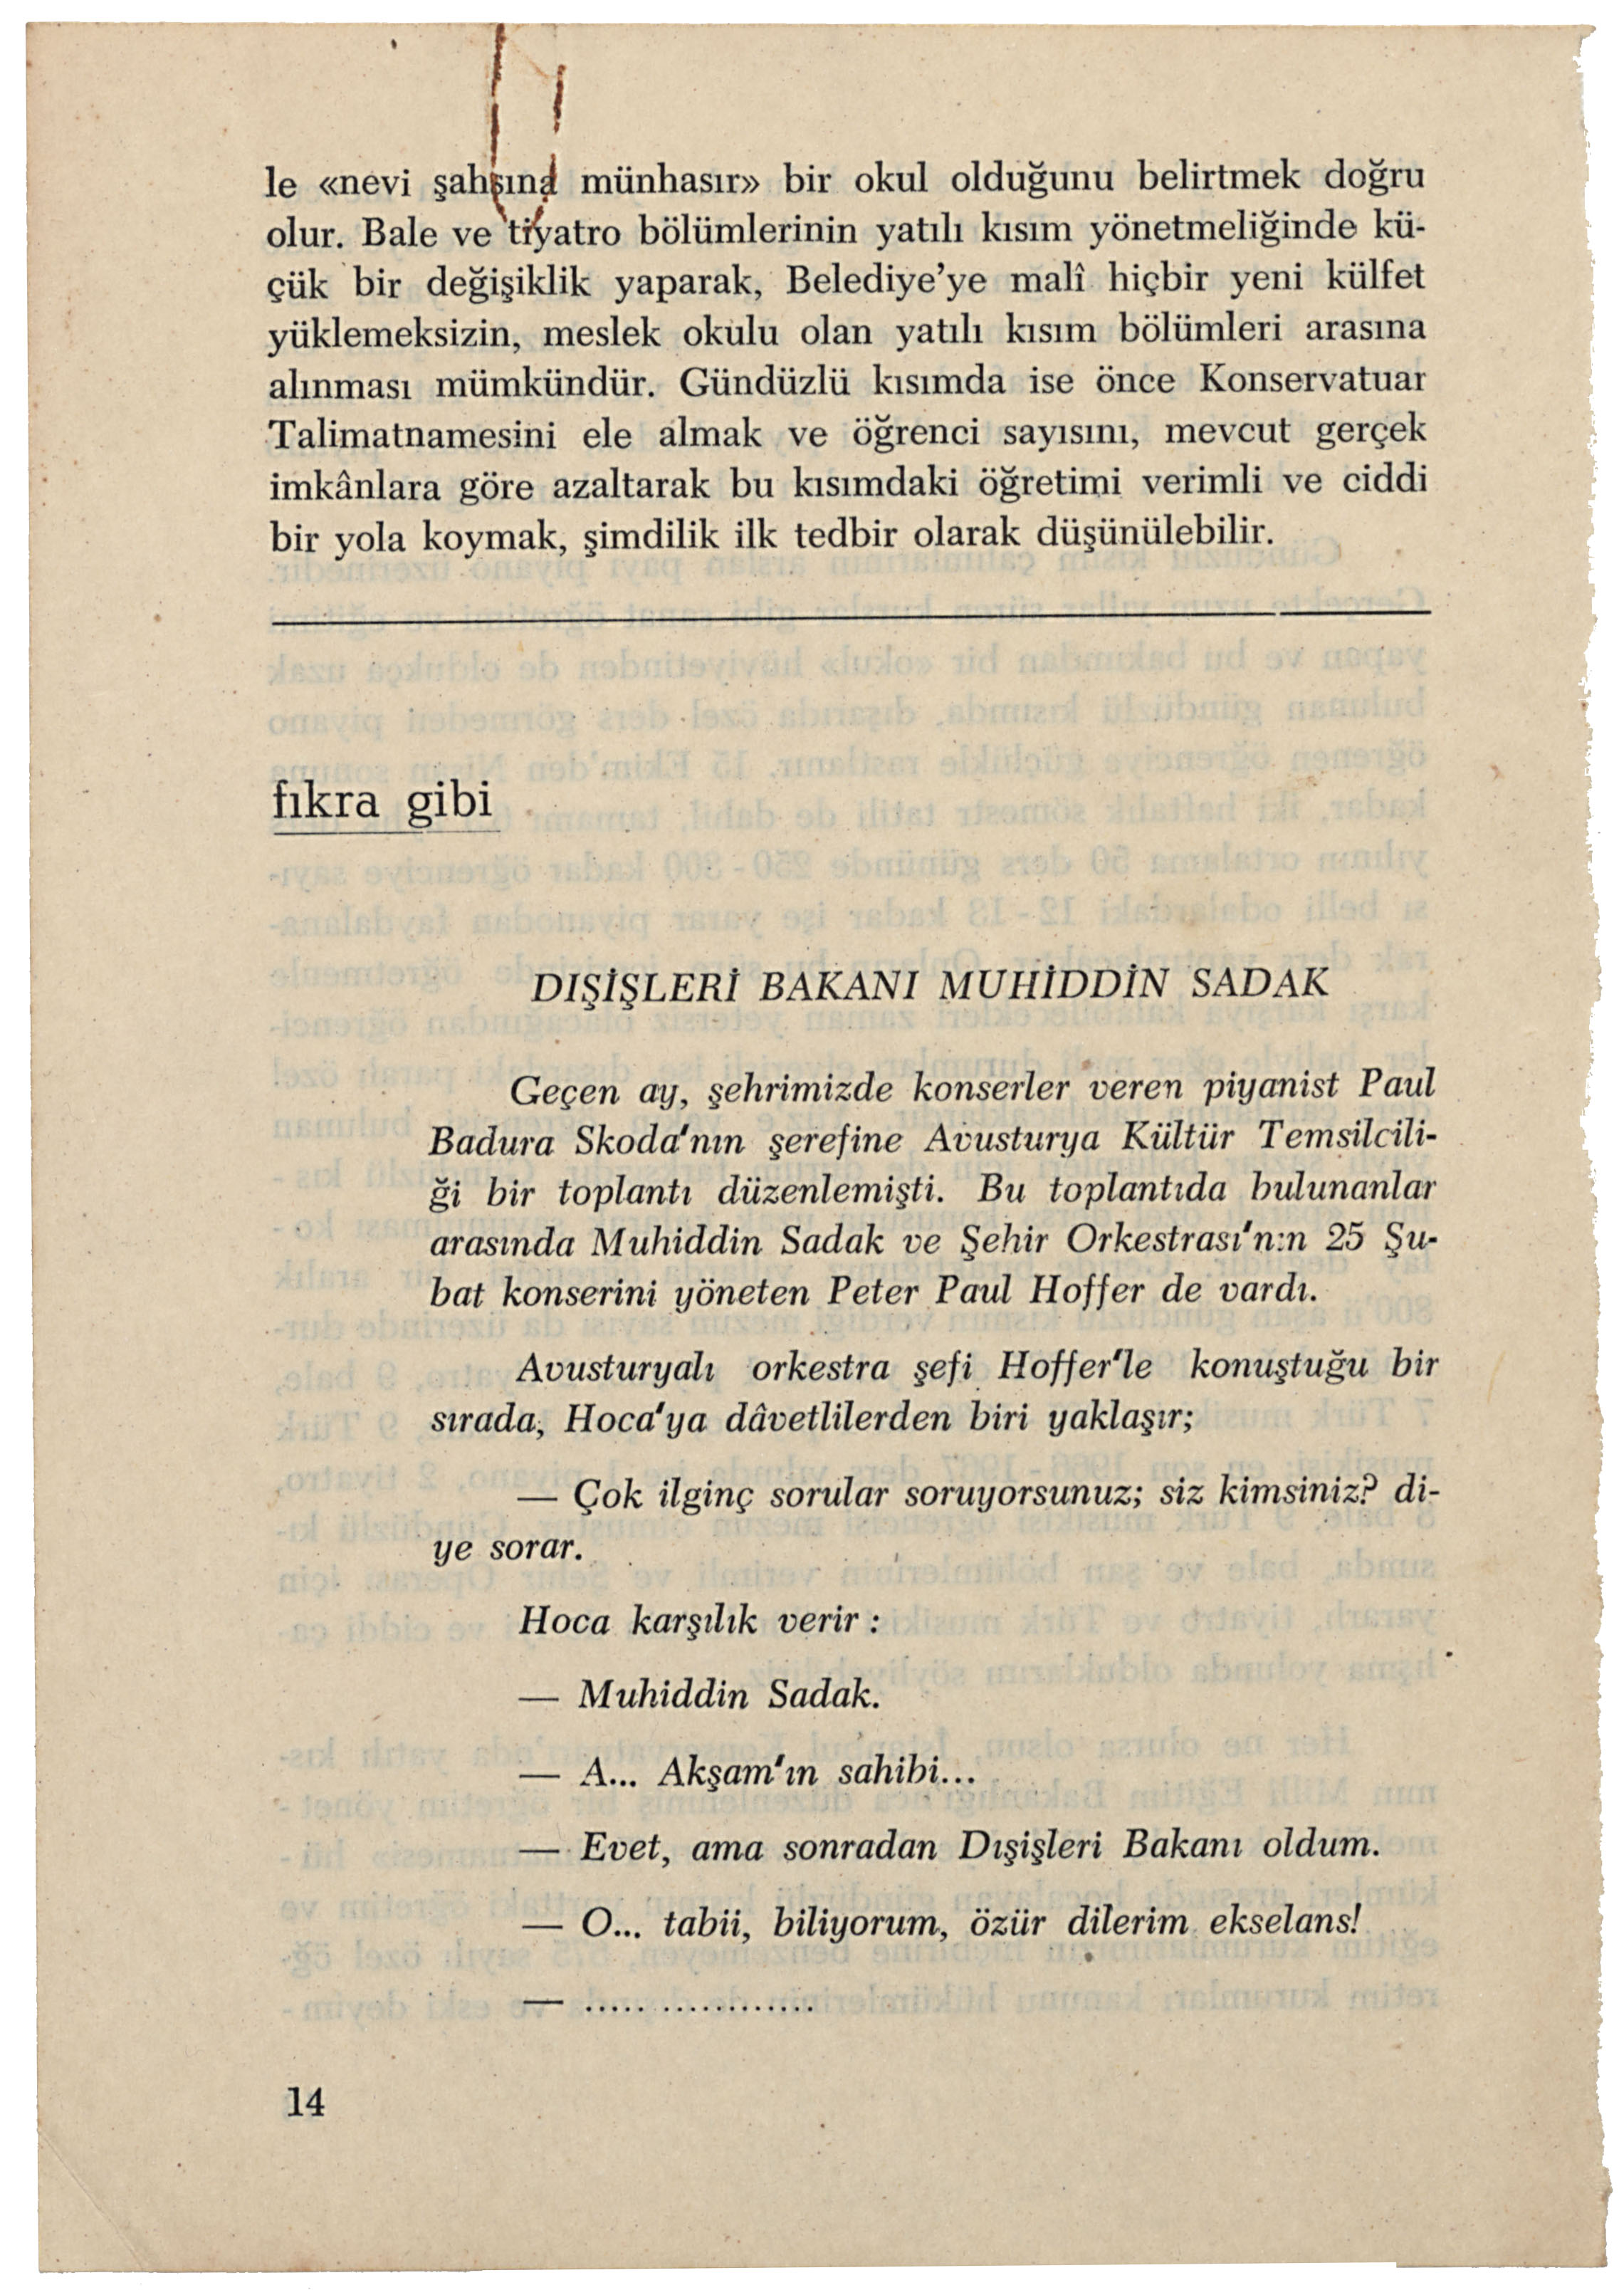 le «nevi şahsına münhasır» bir okul olduğunu belirtmek doğru
olur. Bale ve tiyatro bölümlerinin yatılı kısım yönetmeliğinde kü-
çük bir değişiklik yaparak, Belediye'ye malî hiçbir yeni külfet
yüklemeksizin, meslek okulu olan yatılı kısım bölümleri arasına
alınması mümkündür. Gündüzlü kısımda ise önce Konservatuar
Talimatnamesini ele almak ve öğrenci sayısını, mevcut gerçek
imkânlara göre azaltarak bu kısımdaki öğretimi verimli ve ciddi
bir yola koymak, şimdilik ilk tedbir olarak düşünülebilir.
fıkra gibi
DIŞİŞLERİ BAKANI MUHİDDİN SADAK
Geçen ay, şehrimizde konserler veren piyanist Paul
Badura Skoda'nın şerefine Avusturya Kültür Temsilcili-
ği bir toplantı düzenlemişti. Bu toplantıda bulunanlar
arasında Muhiddin Sadak ve Şehir Orkestrası'nın 25 Şu-
bat konserini yöneten Peter Paul Hoffer de vardı.
Avusturyalı orkestra şefi Hoffer'le konuştuğu bir
sırada, Hoca'ya dâvetlilerden biri yaklaşır;
— Çok ilginç sorular soruyorsunuz; siz kimsiniz? di-
ye sorar.
Hoca karşılık verir :
— Muhiddin Sadak.
— A... Akşam'ın sahibi...
— Evet, ama sonradan Dışişleri Bakanı oldum.
— O... tabii, biliyorum, özür dilerim ekselans!
— ..................
14